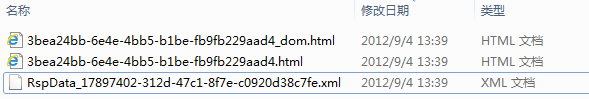 名称 修改日期 类型
3bea24bb-6e4e-4bb5-b1be-fb9fb229aad4_dom.html 2012/9/4 13:39 HTML 文档
3bea24bb-6e4e-4bb5-b1be-fb9fb229aad4.html 2012/9/4 13:39 HTML 文档
RspData_17897402-312d-47c1-8f7e-c0920d38c7fe.xml 2012/9/4 13:39 XML 文档